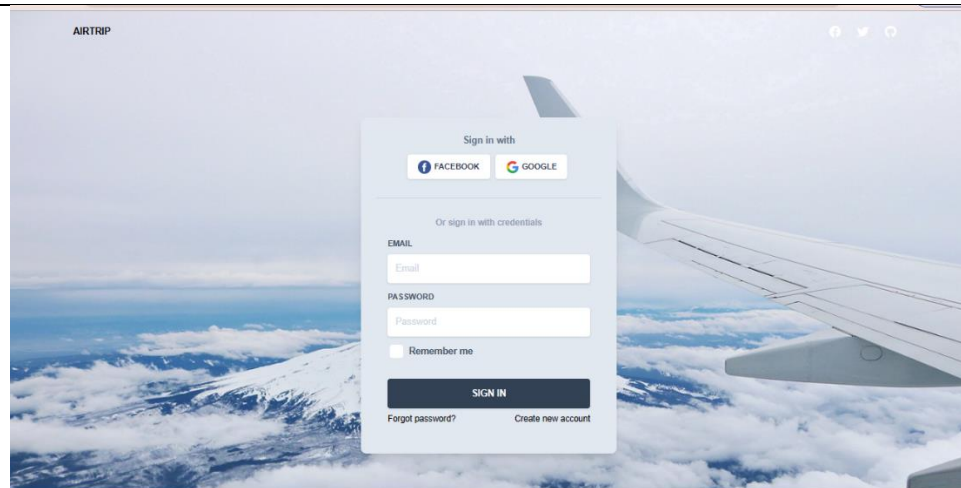 AIRTRIP
Sign in with
FACEBOOK GOOGLE
Or sign in with credentials
EMAIL
Email
PASSWORD
Password
Remember me
SIGN IN
Forgot password? Create new account